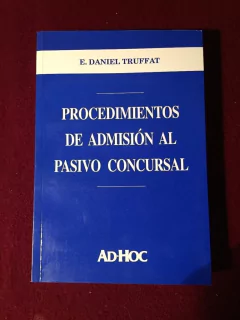 E. DANIEL TRUFFAT
PROCEDIMIENTOS
DE ADMISIÓN AL
PASIVO CONCURSAL
AD-HOC